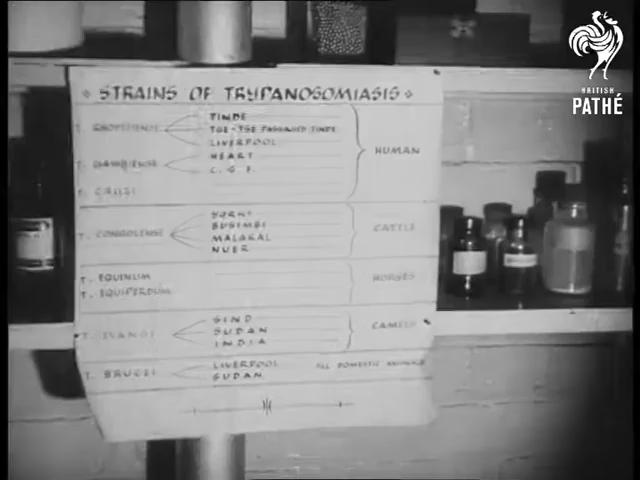 BRITISH
PATHÉ
STRAINS OF TRYPANOSOMIASIS
T. RHODESIENSE
TINDE
TSE-TSE PASSAGED TINDE
LIVERPOOL
T. GAMBIENSE
HEART
C. G. F.
T. CRUZI
HUMAN
T. CONGOLENSE
BUSIMBI
MALAKAL
NUER
CATTLE
T. EQUINUM
T. EQUIPERDUM
HORSES
T. EVANSI
SIND
SUDAN
INDIA
CAMELS
T. BRUCEI
LIVERPOOL
SUDAN
ALL DOMESTIC ANIMALS